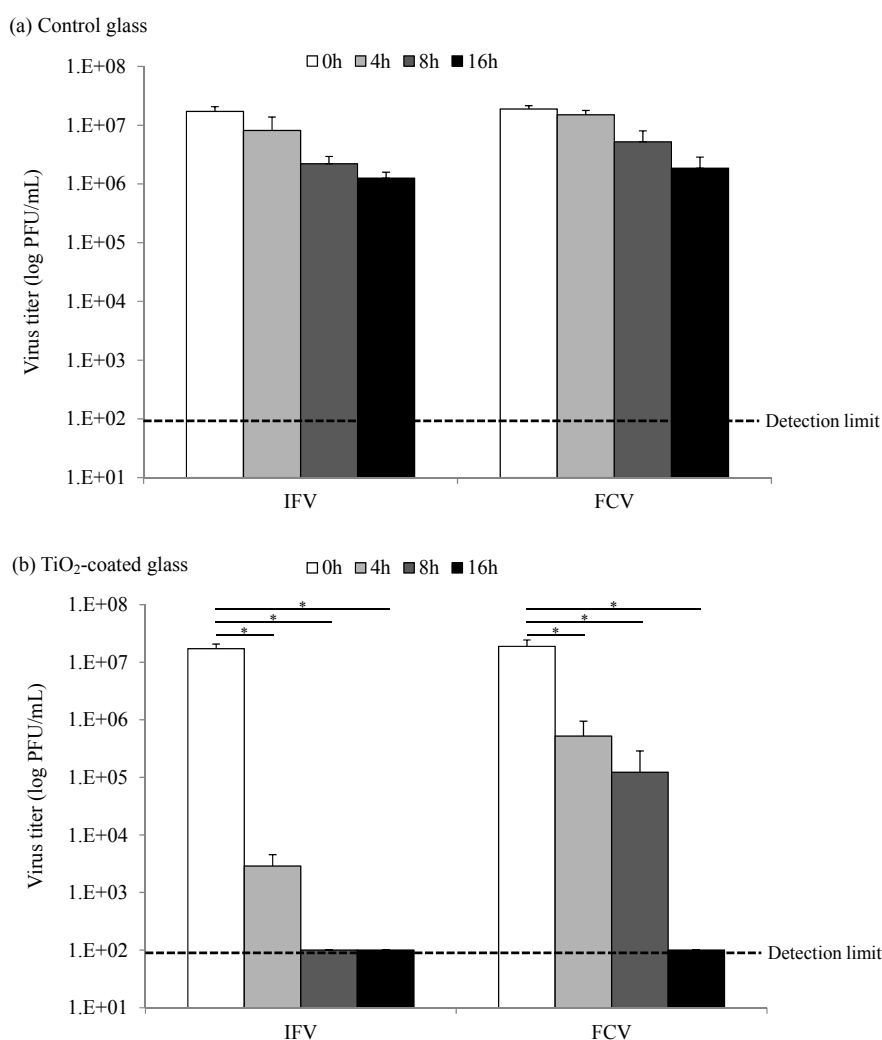 (a) Control glass
0h 4h 8h 16h
1.E+08
1.E+07
1.E+06
1.E+05
1.E+04
1.E+03
1.E+02
1.E+01
Virus titer (log PFU/mL)
Detection limit
IFV FCV
(b) TiO₂-coated glass
0h 4h 8h 16h
1.E+08
1.E+07
1.E+06
1.E+05
1.E+04
1.E+03
1.E+02
1.E+01
Virus titer (log PFU/mL)
* *
* *
* *
Detection limit
IFV FCV